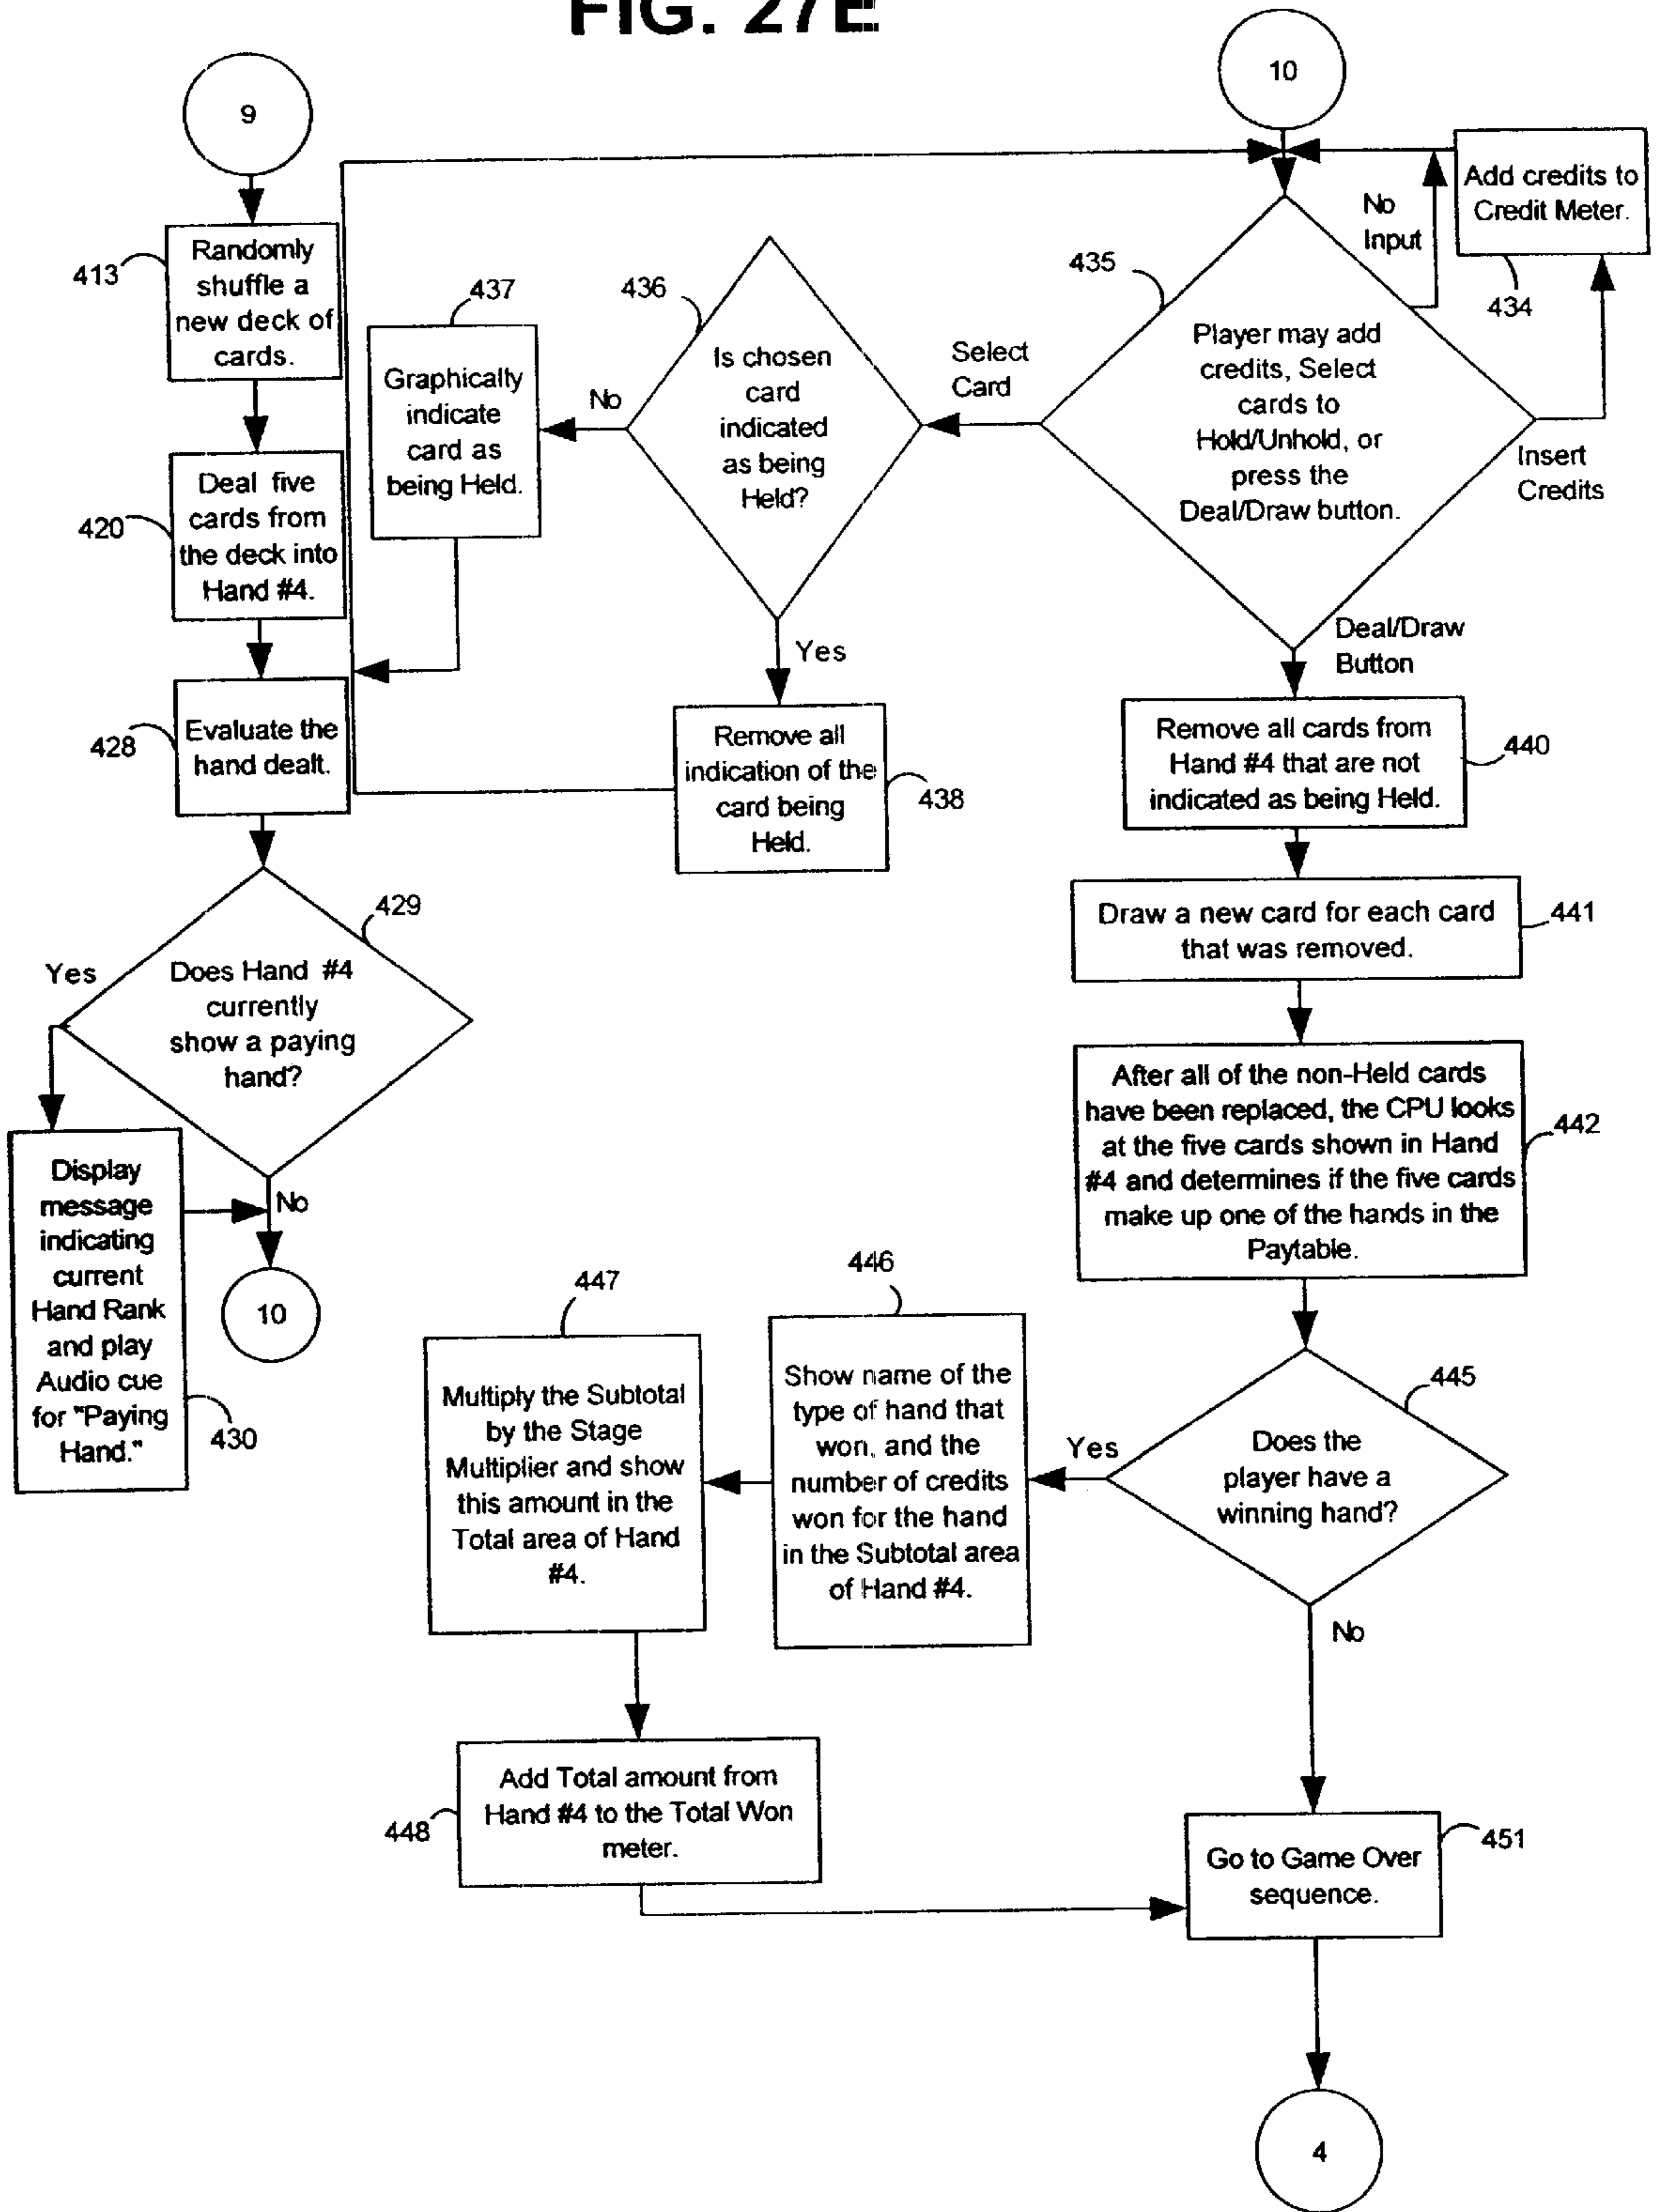 FIG. 27E
9
413
Randomly
shuffle a
new deck of
cards.
420
Deal five
cards from
the deck into
Hand #4.
428
Evaluate the
hand dealt.
429
Does Hand #4
currently
show a paying
hand?
Yes
No
Display
message
indicating
current
Hand Rank
and play
Audio cue
for "Paying
Hand."
430
10
10
Add credits to
Credit Meter.
434
No
Input
435
Player may add
credits, Select
cards to
Hold/Unhold, or
press the
Deal/Draw button.
Insert
Credits
Select
Card
436
Is chosen
card
indicated
as being
Held?
No
437
Graphically
indicate
card as
being Held.
Yes
Remove all
indication of the
card being
Held.
438
Deal/Draw
Button
Remove all cards from
Hand #4 that are not
indicated as being Held.
440
Draw a new card for each card
that was removed.
441
After all of the non-Held cards
have been replaced, the CPU looks
at the five cards shown in Hand
#4 and determines if the five cards
make up one of the hands in the
Paytable.
442
445
Does the
player have a
winning hand?
Yes
446
Show name of the
type of hand that
won, and the
number of credits
won for the hand
in the Subtotal area
of Hand #4.
447
Multiply the Subtotal
by the Stage
Multiplier and show
this amount in the
Total area of Hand
#4.
448
Add Total amount from
Hand #4 to the Total Won
meter.
No
451
Go to Game Over
sequence.
4